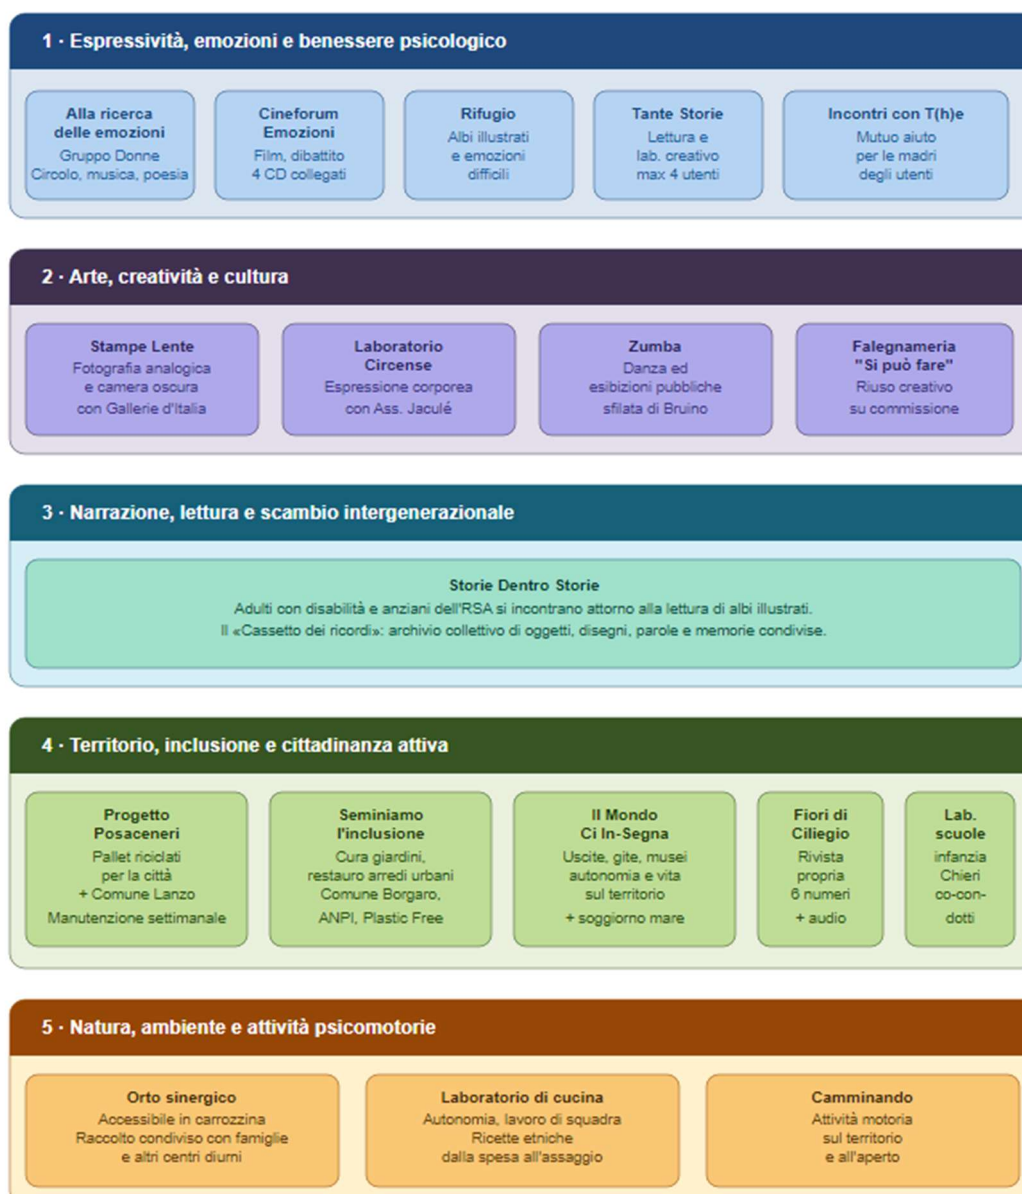 1 · Espressività, emozioni e benessere psicologico
Alla ricerca
delle emozioni
Gruppo Donne
Circolo, musica, poesia
Cineforum
Emozioni
Film, dibattito
4 CD collegati
Rifugio
Albi illustrati
e emozioni
difficili
Tante Storie
Lettura e
lab. creativo
max 4 utenti
Incontri con T(h)e
Mutuo aiuto
per le madri
degli utenti
2 · Arte, creatività e cultura
Stampe Lente
Fotografia analogica
e camera oscura
con Gallerie d'Italia
Laboratorio
Circense
Espressione corporea
con Ass. Jaculé
Zumba
Danza ed
esibizioni pubbliche
sfilata di Bruino
Falegnameria
"Si può fare"
Riuso creativo
su commissione
3 · Narrazione, lettura e scambio intergenerazionale
Storie Dentro Storie
Adulti con disabilità e anziani dell'RSA si incontrano attorno alla lettura di albi illustrati.
Il «Cassetto dei ricordi»: archivio collettivo di oggetti, disegni, parole e memorie condivise.
4 · Territorio, inclusione e cittadinanza attiva
Progetto
Posaceneri
Pallet riciclati
per la città
+ Comune Lanzo
Manutenzione settimanale
Seminiamo
l'inclusione
Cura giardini,
restauro arredi urbani
Comune Borgaro,
ANPI, Plastic Free
Il Mondo
Ci In-Segna
Uscite, gite, musei
autonomia e vita
sul territorio
+ soggiorno mare
Fiori di
Ciliegio
Rivista
propria
6 numeri
+ audio
Lab.
scuole
infanzia
Chieri
co-con-
dotti
5 · Natura, ambiente e attività psicomotorie
Orto sinergico
Accessibile in carrozzina
Raccolto condiviso con famiglie
e altri centri diurni
Laboratorio di cucina
Autonomia, lavoro di squadra
Ricette etniche
dalla spesa all'assaggio
Camminando
Attività motoria
sul territorio
e all'aperto